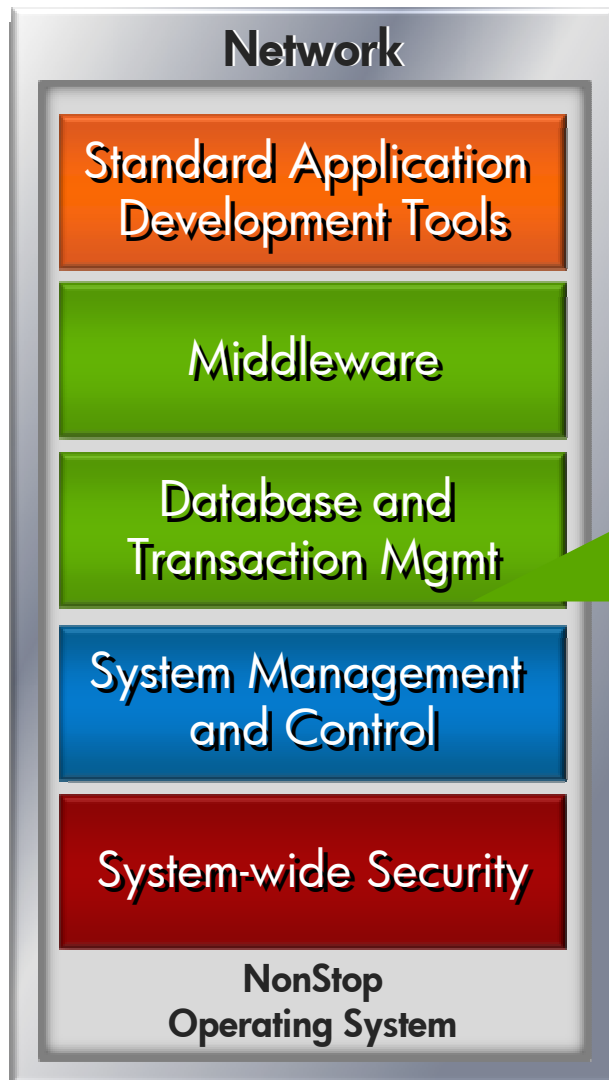 Network
Standard Application
Development Tools
Middleware
Database and
Transaction Mgmt
System Management
and Control
System-wide Security
NonStop
Operating System